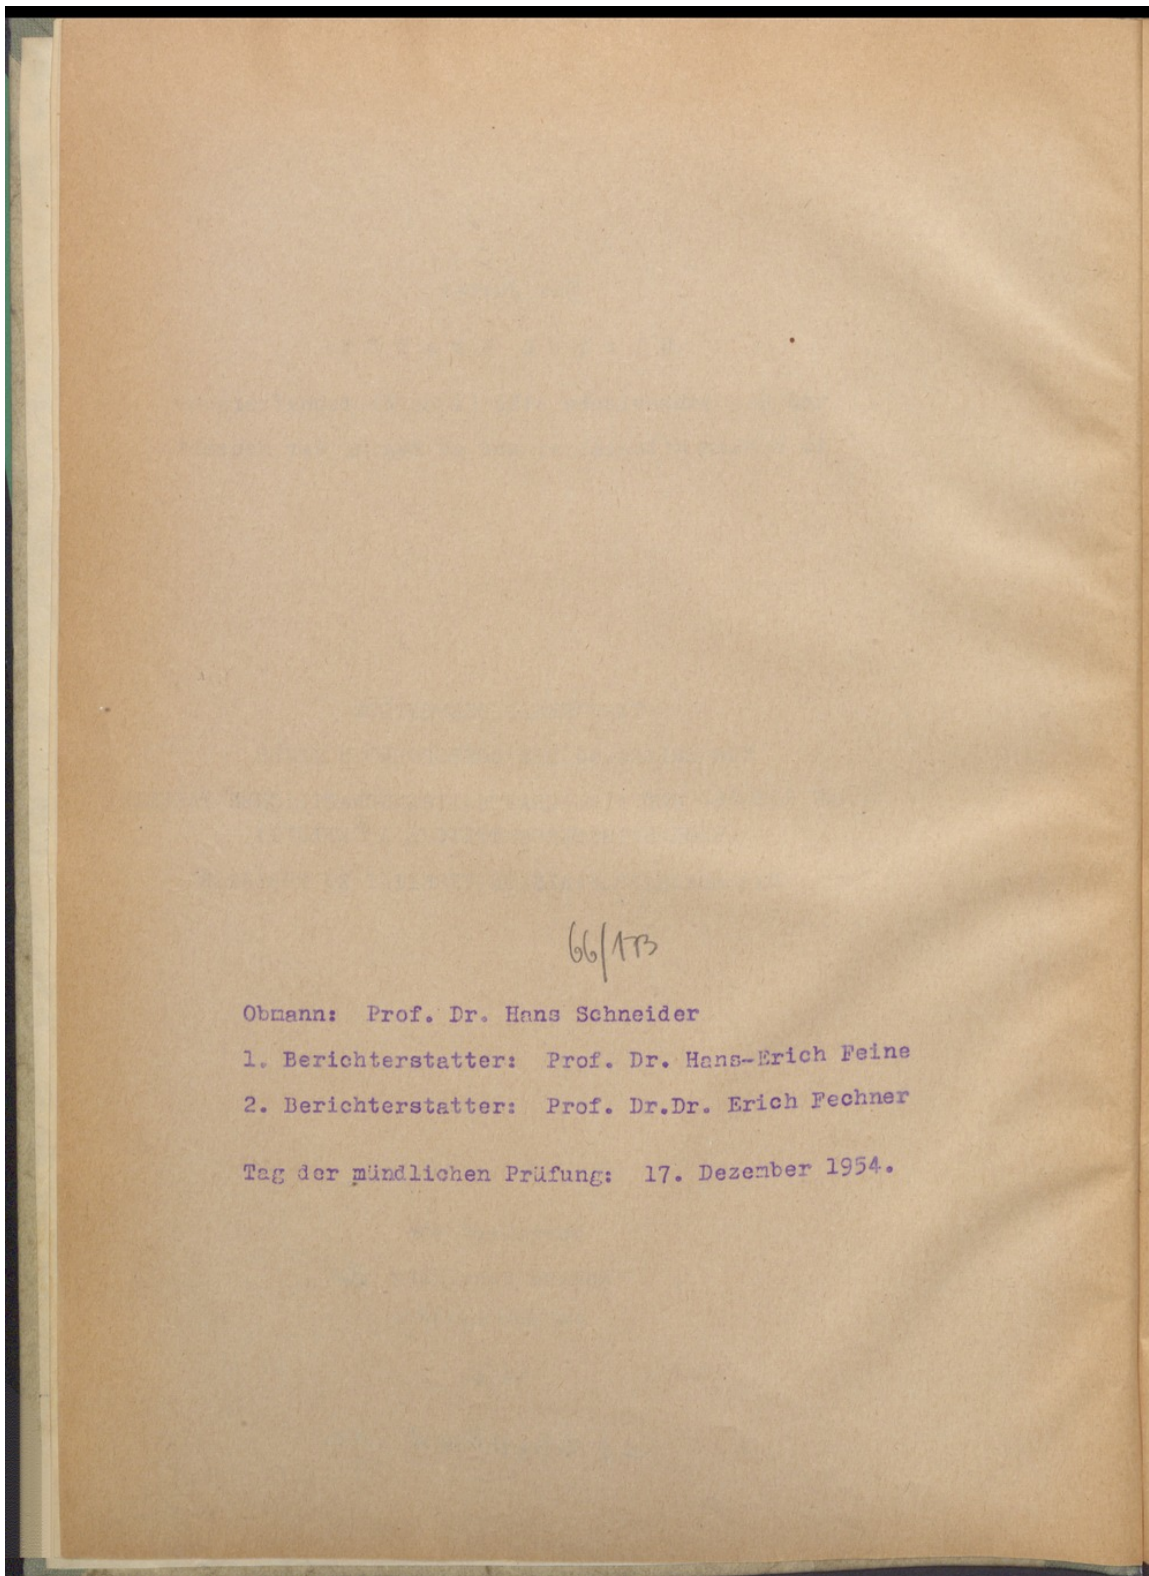 66/173
Obmann: Prof. Dr. Hans Schneider
1. Berichterstatter: Prof. Dr. Hans-Erich Feine
2. Berichterstatter: Prof. Dr.Dr. Erich Fechner
Tag der mündlichen Prüfung: 17. Dezember 1954.